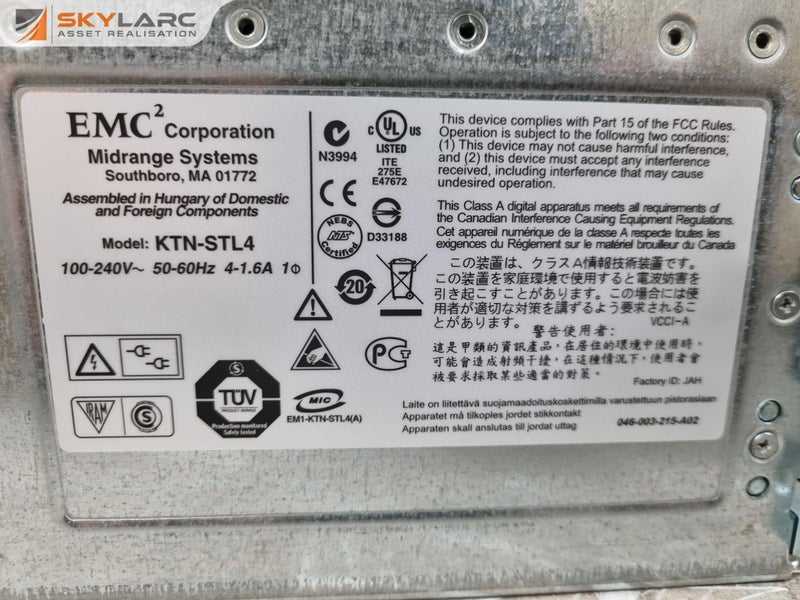 SKYLARC
ASSET REALISATION
EMC² Corporation
Midrange Systems
Southboro, MA 01772
Assembled in Hungary of Domestic
and Foreign Components
Model: KTN-STL4
100-240V~ 50-60Hz 4-1.6A 1Φ
N3994
C UL US
LISTED
ITE
275E
E47672
CE
NEBS
Certified
D33188
20
This device complies with Part 15 of the FCC Rules.
Operation is subject to the following two conditions:
(1) This device may not cause harmful interference,
and (2) this device must accept any interference
received, including interference that may cause
undesired operation.
This Class A digital apparatus meets all requirements of
the Canadian Interference Causing Equipment Regulations.
Cet appareil numérique de la classe A respecte toutes les
exigences du Réglement sur le matériel brouilleur du Canada
この装置は、クラスA情報技術装置です。
この装置を家庭環境で使用すると電波妨害を
引き起こすことがあります。この場合には使
用者が適切な対策を講ずるよう要求されるこ
とがあります。
VCCI-A
警告使用者:
這是甲類的資訊產品，在居住的環境中使用時，
可能會造成射頻干擾，在這種情況下，使用者會
被要求採取某些適當的對策。
Factory ID: JAH
TRAM
S
TÜV
PRODUCT SERVICE
Production monitored
Safety tested
MIC
EM1-KTN-STL4(A)
Laite on liitettävä suojamaadoituskoskettimilla varustettuun pistorasiaan
Apparatet må tilkoples jordet stikkontakt
Apparaten skall anslutas till jordat uttag
046-003-215-A02